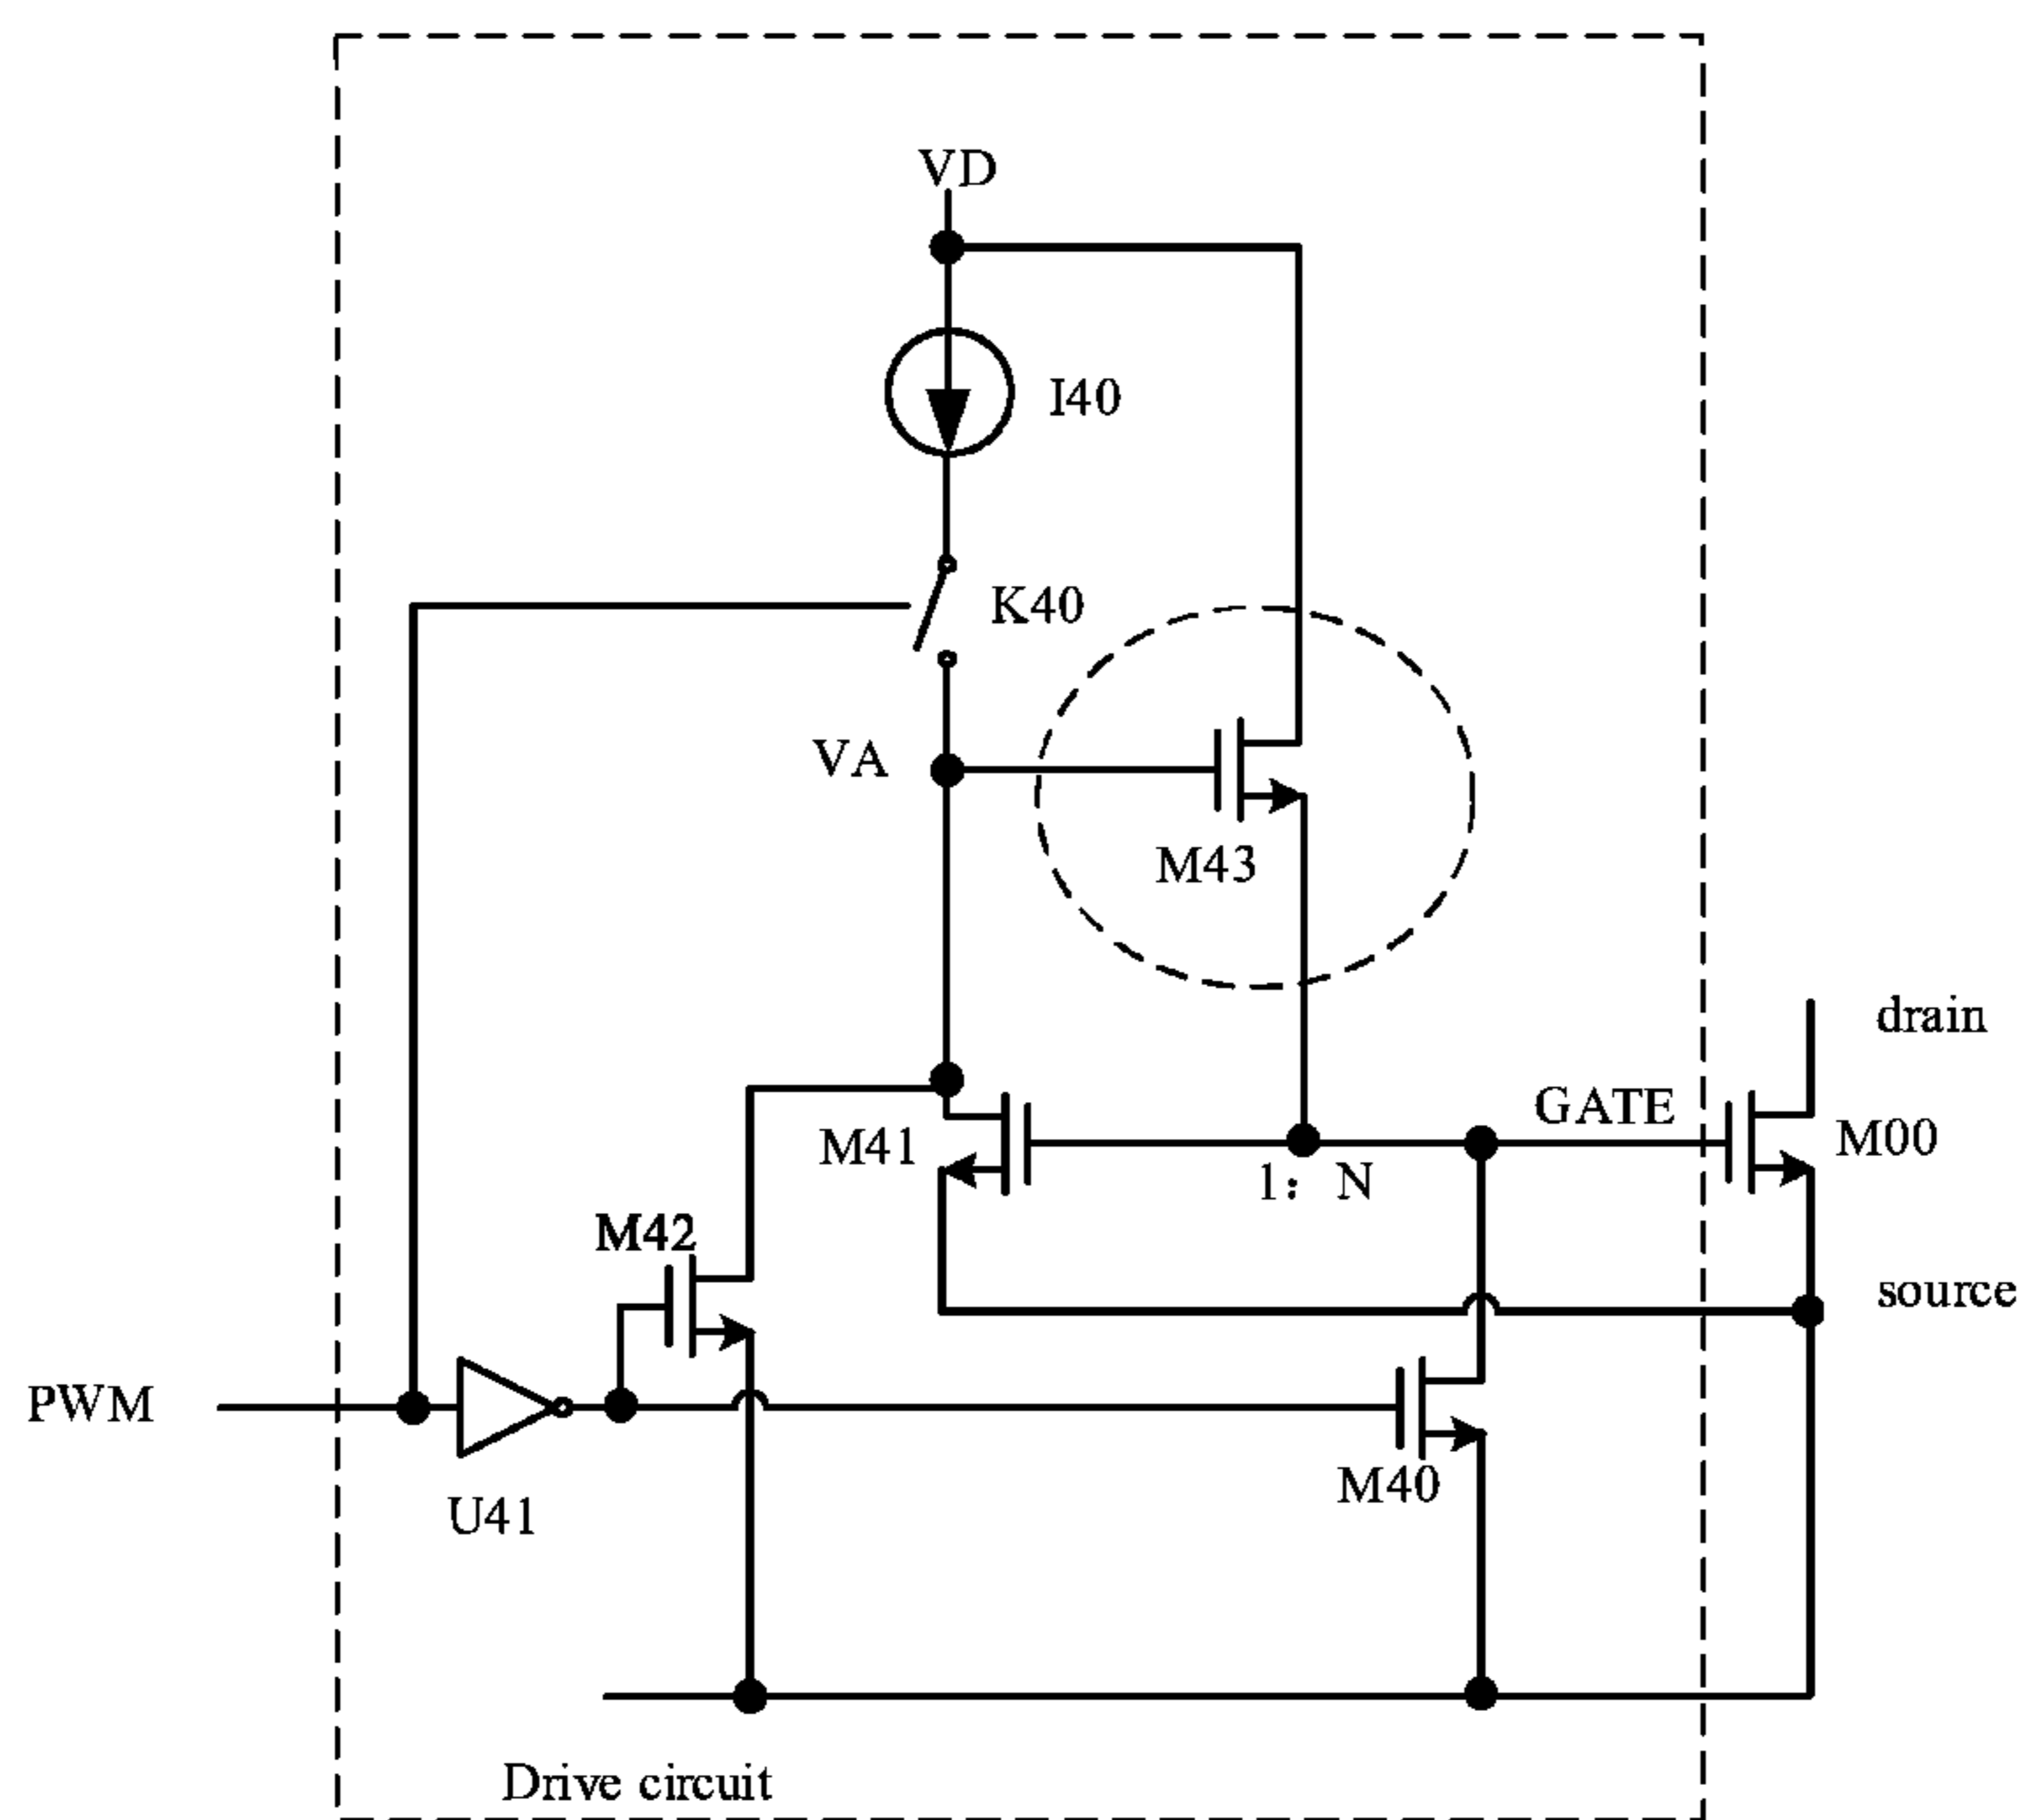 VD
I40
K40
VA
M43
drain
GATE
M41
M00
1: N
M42
source
PWM
M40
U41
Drive circuit